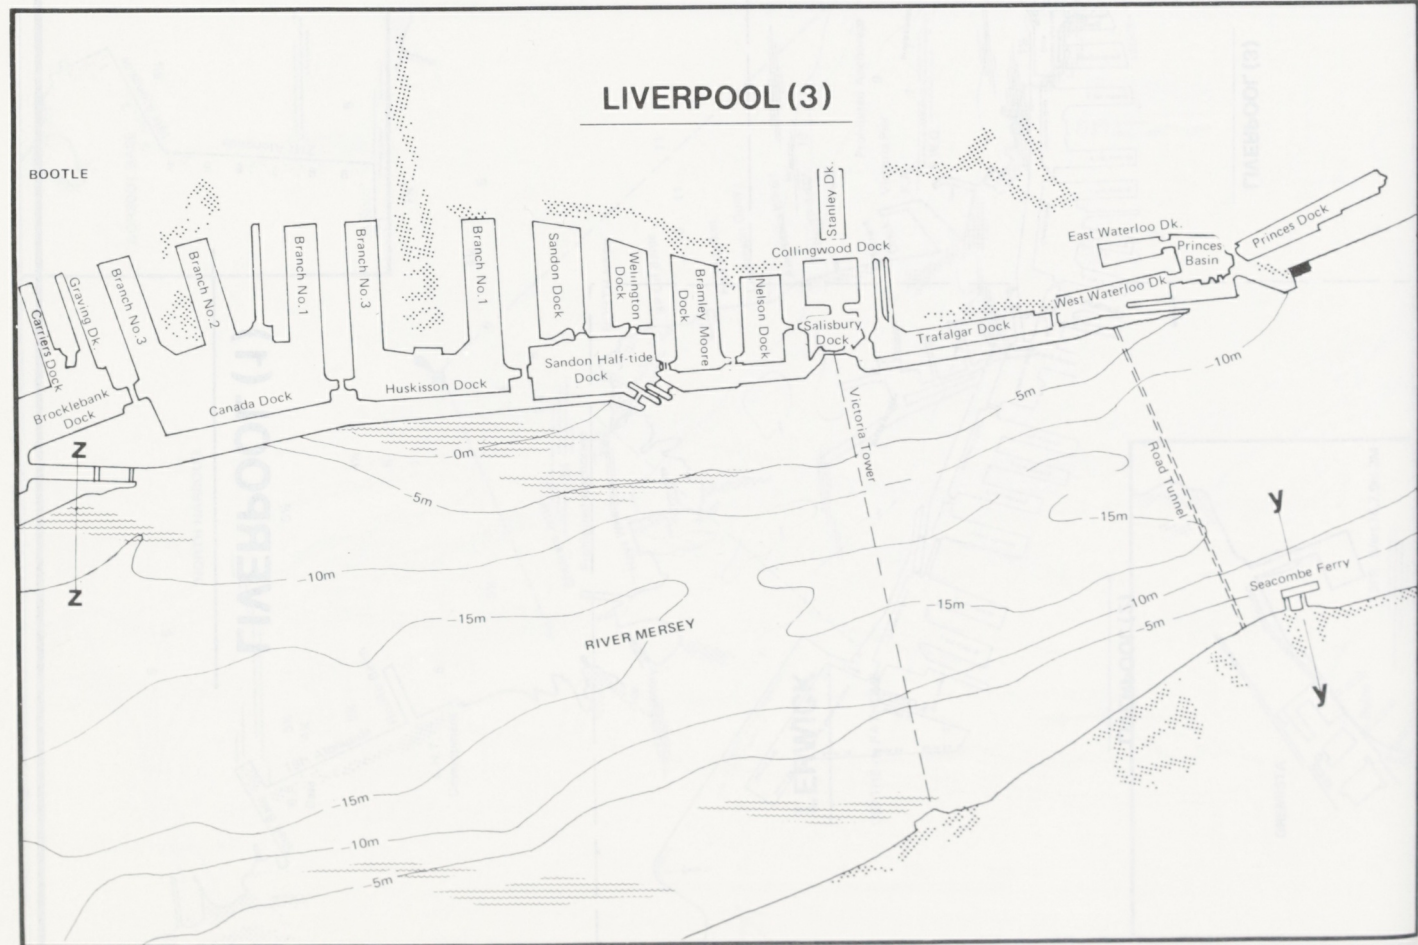 LIVERPOOL (3)
LIVERPOOL (3)
BOOTLE
Stanley Dk.
Collingwood Dock
East Waterloo Dk.
Princes
Basin
Princes Dock
Carriers Dock
Graving Dk.
Branch No.3
Branch No.2
Branch No.1
Branch No.3
Branch No.1
Sandon Dock
Wellington
Dock
Bramley Moore
Dock
Nelson Dock
Salisbury
Dock
Trafalgar Dock
West Waterloo Dk.
Brocklebank
Dock
Canada Dock
Huskisson Dock
Sandon Half-tide
Dock
Z
Z
Victoria Tower
Road Tunnel
-10m
-5m
-0m
-5m
-10m
-15m
-15m
-15m
RIVER MERSEY
y
Seacombe Ferry
-10m
-5m
y
-15m
-10m
-5m
LIVERPOOL (1)